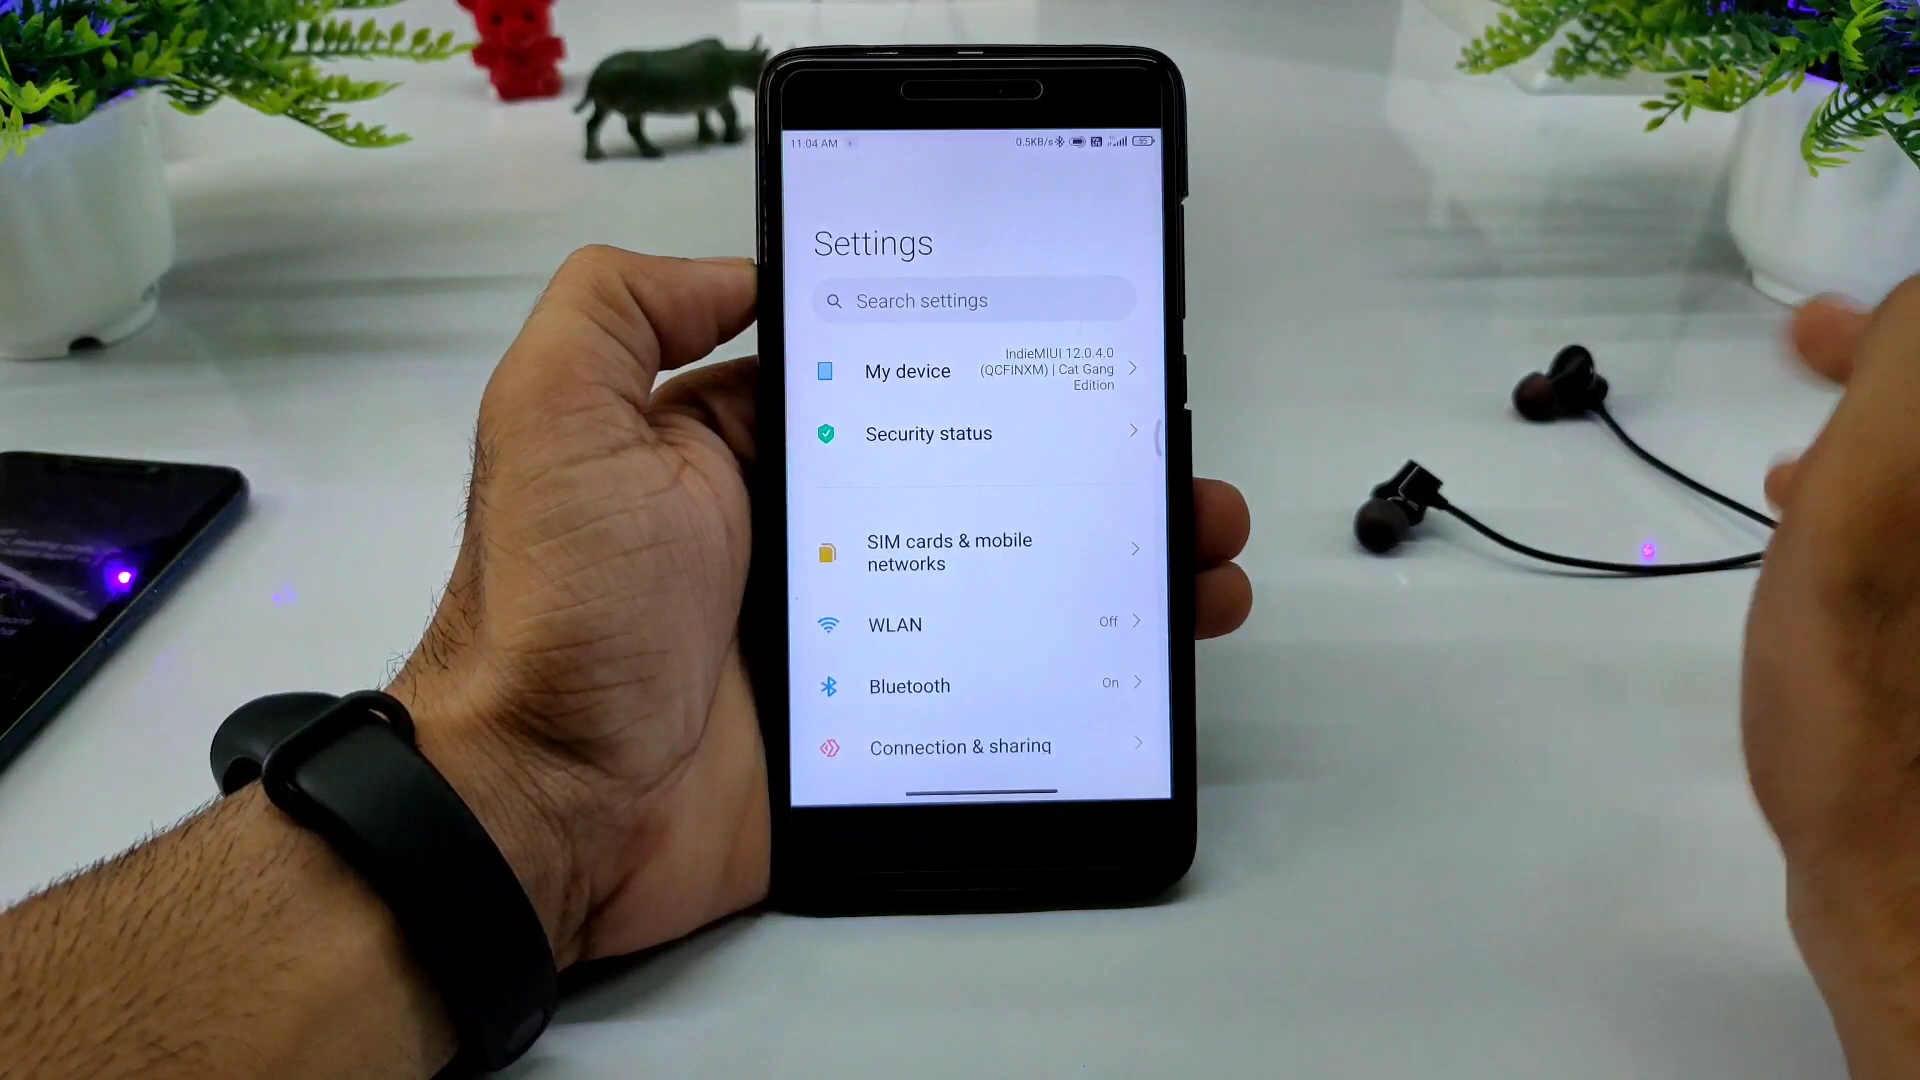 11:04 AM
0.5KB/s
95
Settings
Search settings
My device
IndieMIUI 12.0.4.0
(QCFINXM) | Cat Gang
Edition
Security status
SIM cards & mobile
networks
WLAN
Off
Bluetooth
On
Connection & sharing